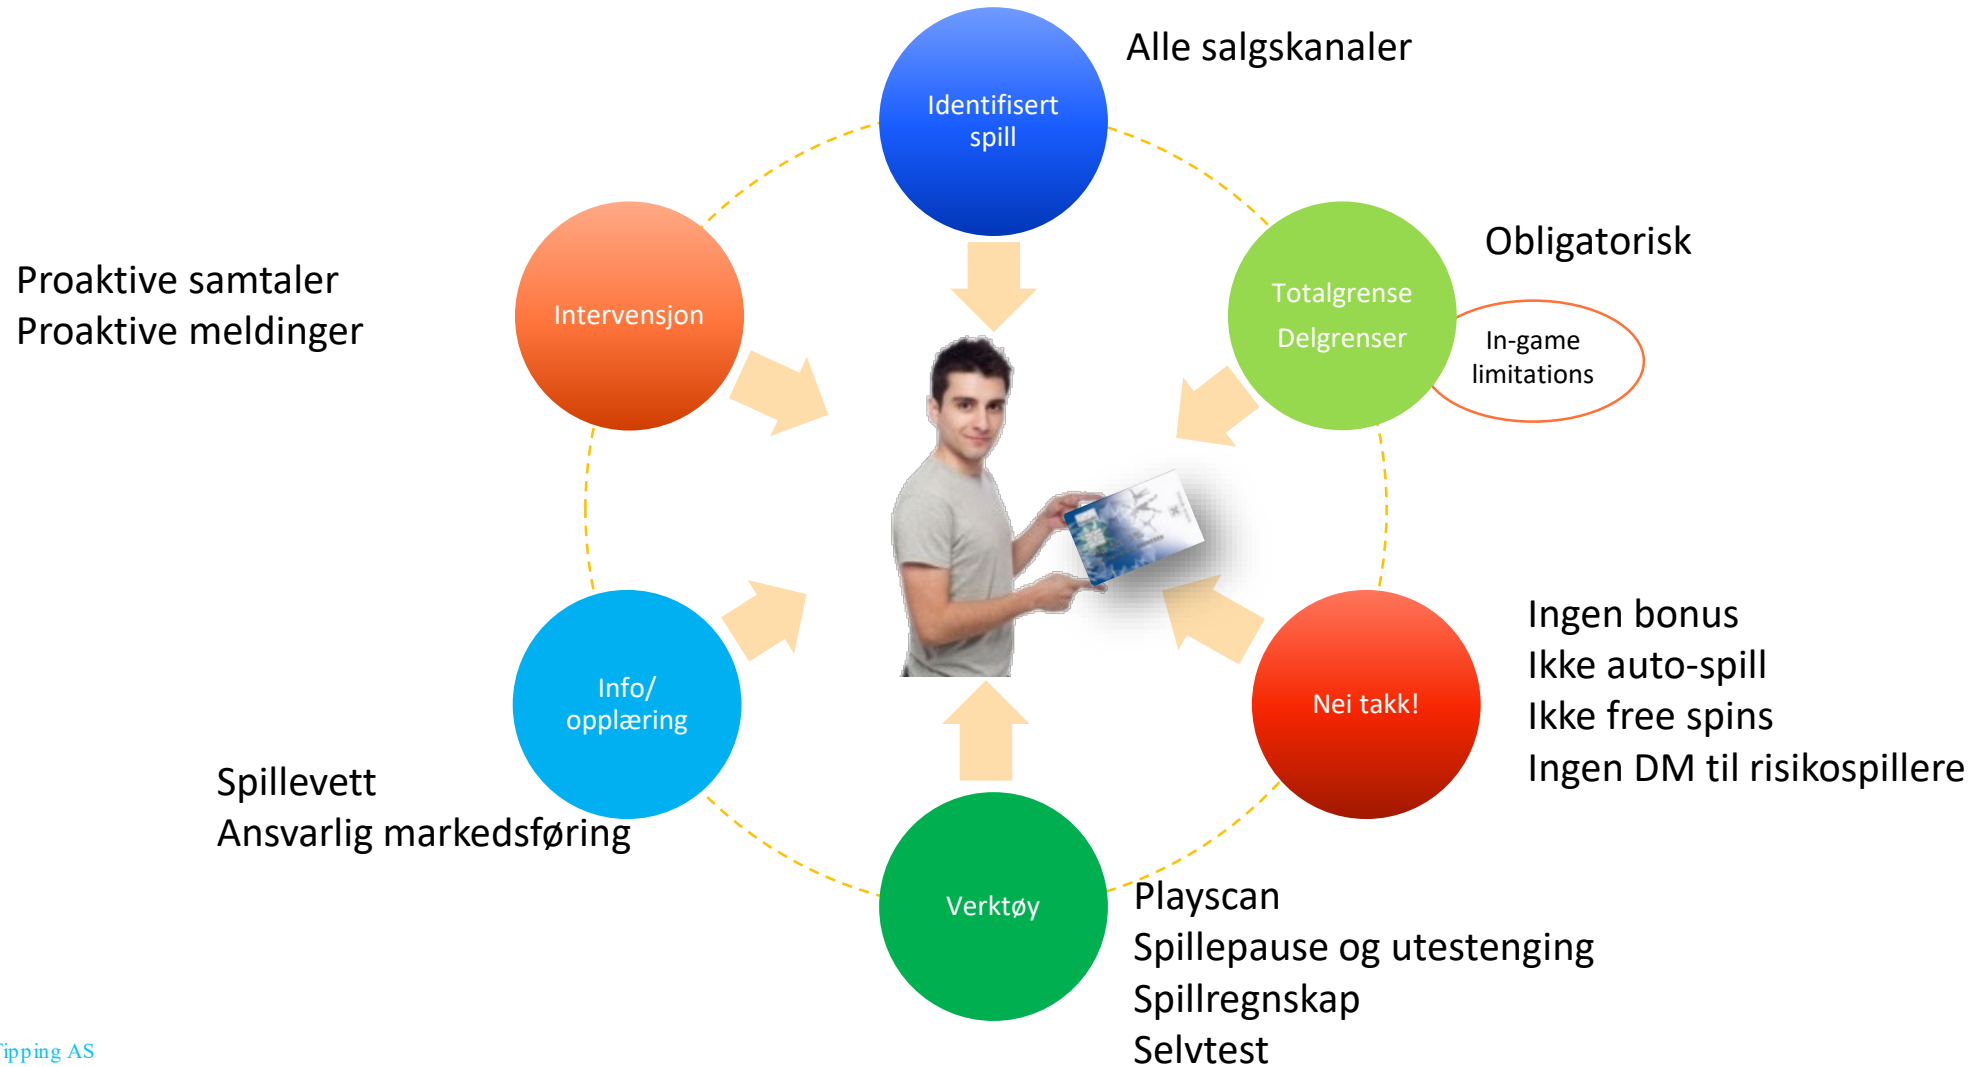 Alle salgskanaler
Identifisert
spill
Obligatorisk
Totalgrense
Delgrenser
In-game
limitations
Proaktive samtaler
Proaktive meldinger
Intervensjon
Ingen bonus
Ikke auto-spill
Ikke free spins
Ingen DM til risikospillere
Nei takk!
Info/
opplæring
Spillevett
Ansvarlig markedsføring
Verktøy
Playscan
Spillepause og utestenging
Spillregnskap
Selvtest
Tipping AS